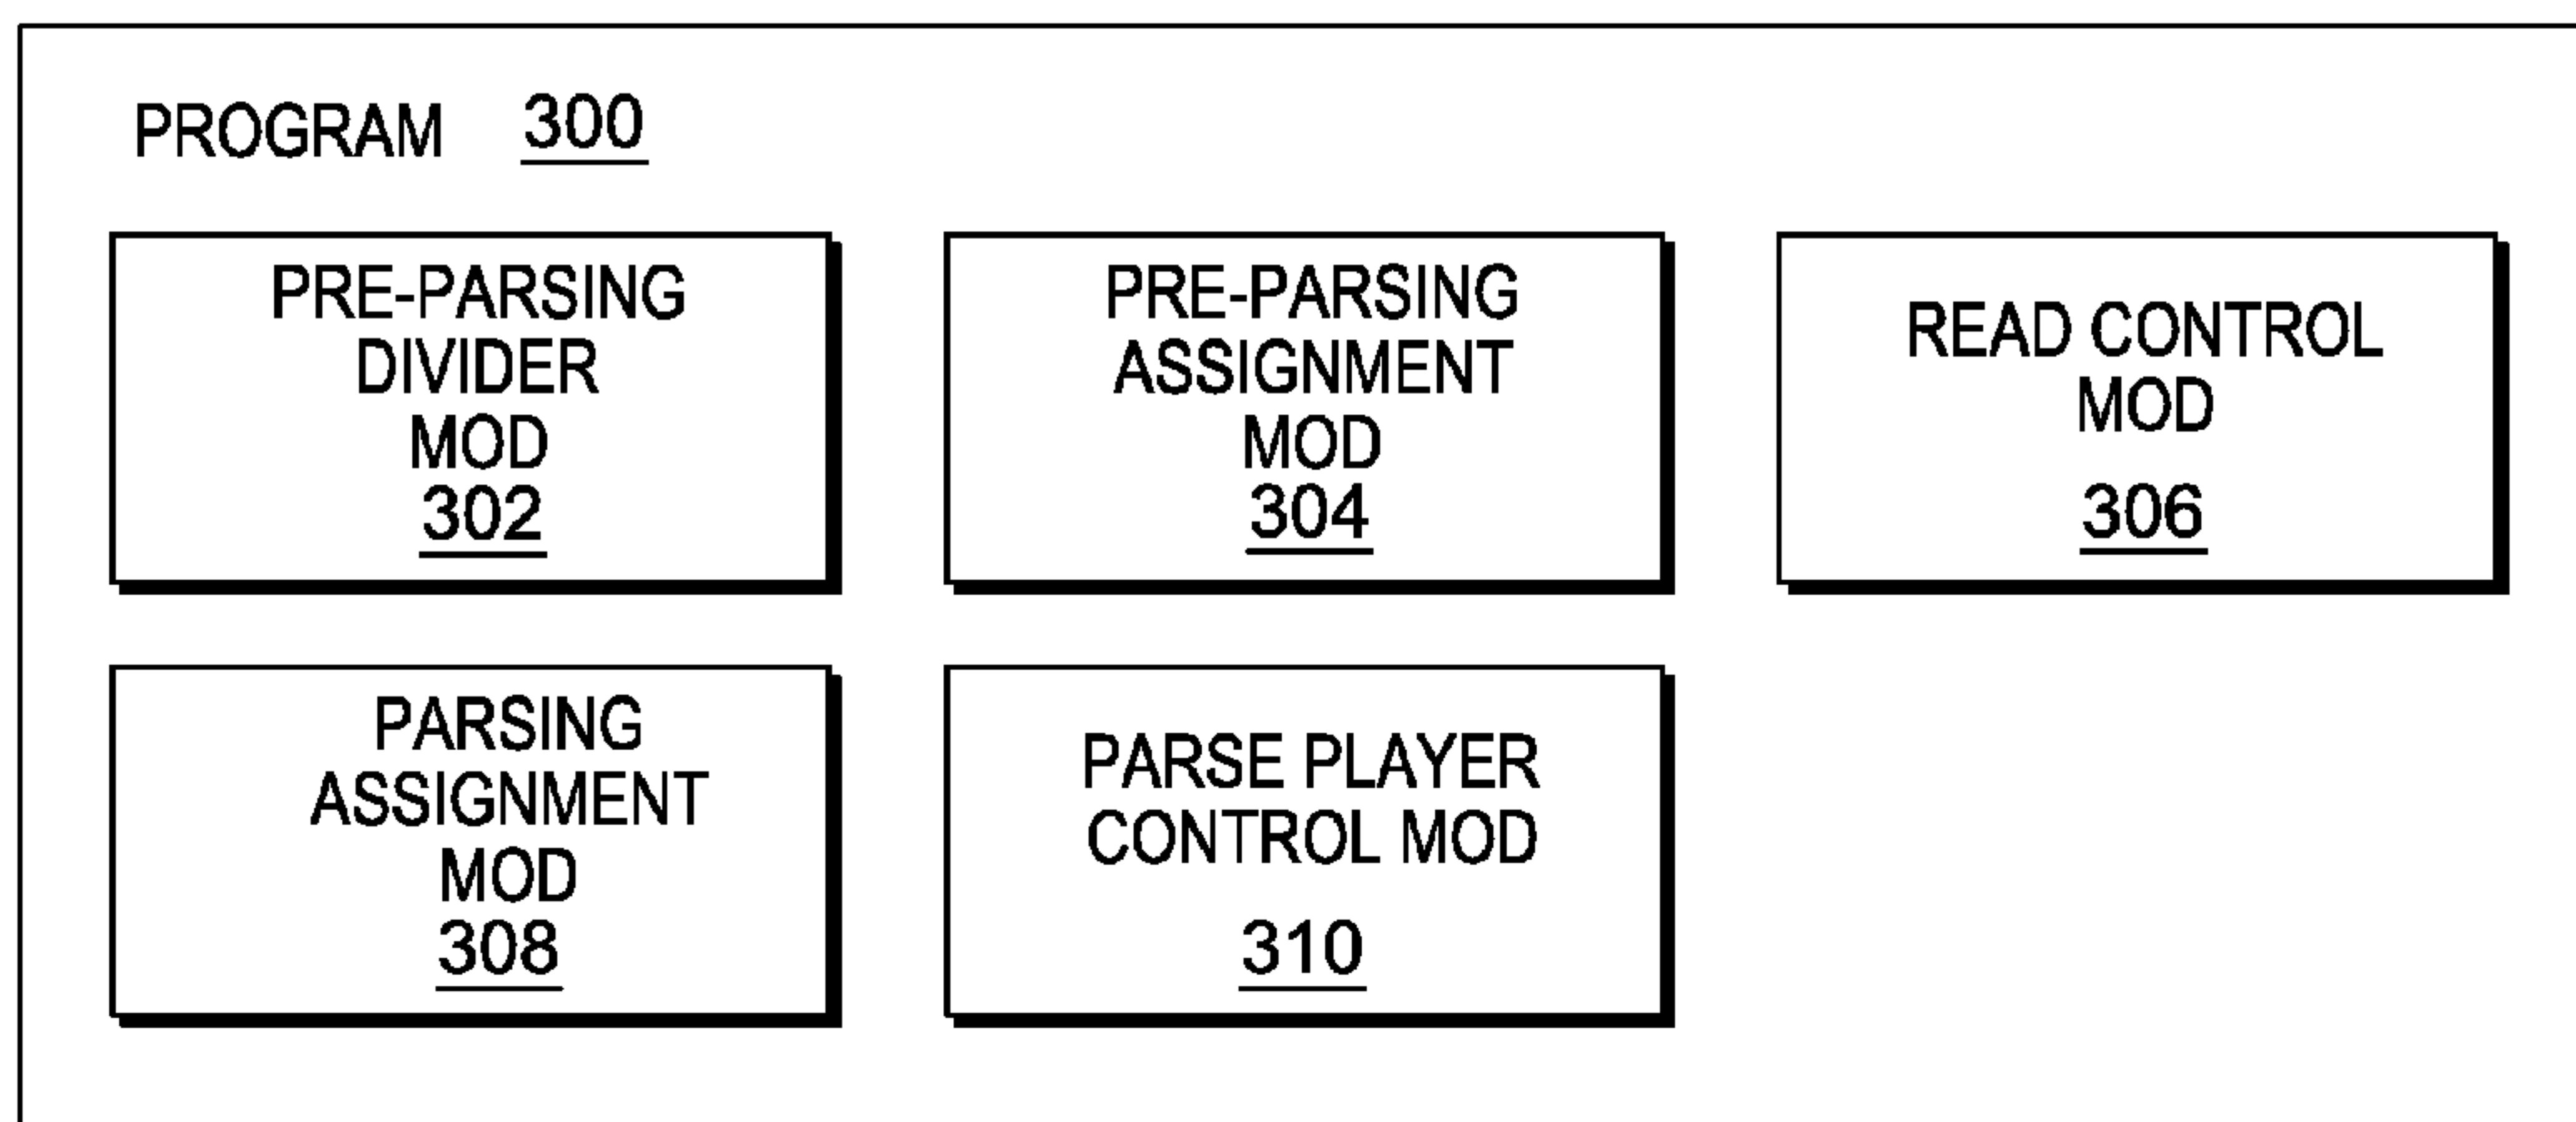 PROGRAM 300
PRE-PARSING
DIVIDER
MOD
302
PRE-PARSING
ASSIGNMENT
MOD
304
READ CONTROL
MOD
306
PARSING
ASSIGNMENT
MOD
308
PARSE PLAYER
CONTROL MOD
310